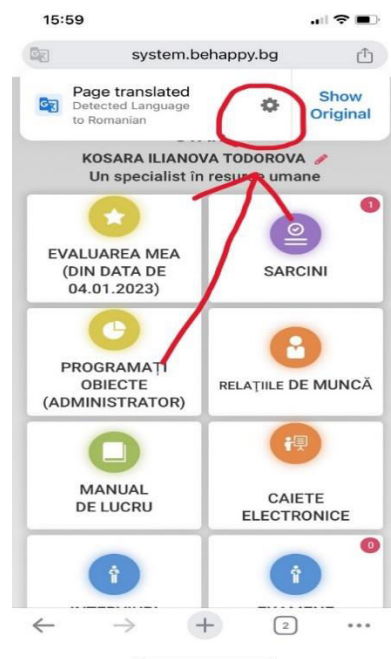 15:59
system.behappy.bg
Page translated
Detected Language
to Romanian
Show
Original
KOSARA ILIANOVA TODOROVA
Un specialist în umane
1
EVALUAREA MEA
(DIN DATA DE
04.01.2023)
SARCINI
PROGRAMAȚI
OBIECTE
(ADMINISTRATOR)
RELAȚIILE DE MUNCĂ
MANUAL
DE LUCRU
CAIETE
ELECTRONICE
0
2